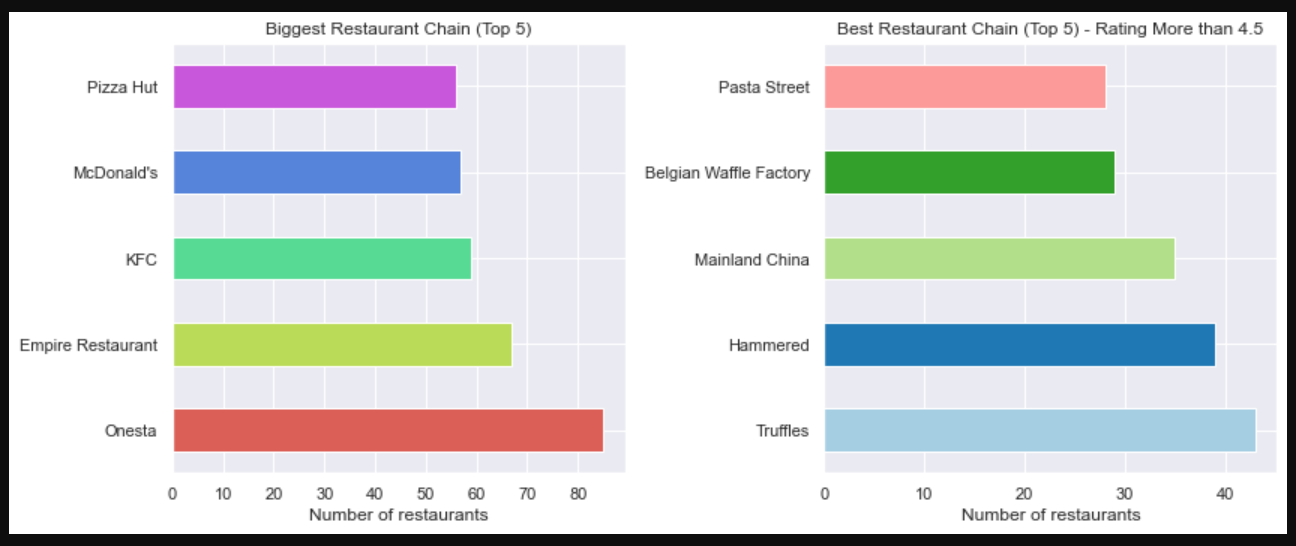 Biggest Restaurant Chain (Top 5)
Pizza Hut
McDonald's
KFC
Empire Restaurant
Onesta
0 10 20 30 40 50 60 70 80
Number of restaurants
Best Restaurant Chain (Top 5) - Rating More than 4.5
Pasta Street
Belgian Waffle Factory
Mainland China
Hammered
Truffles
0 10 20 30 40
Number of restaurants